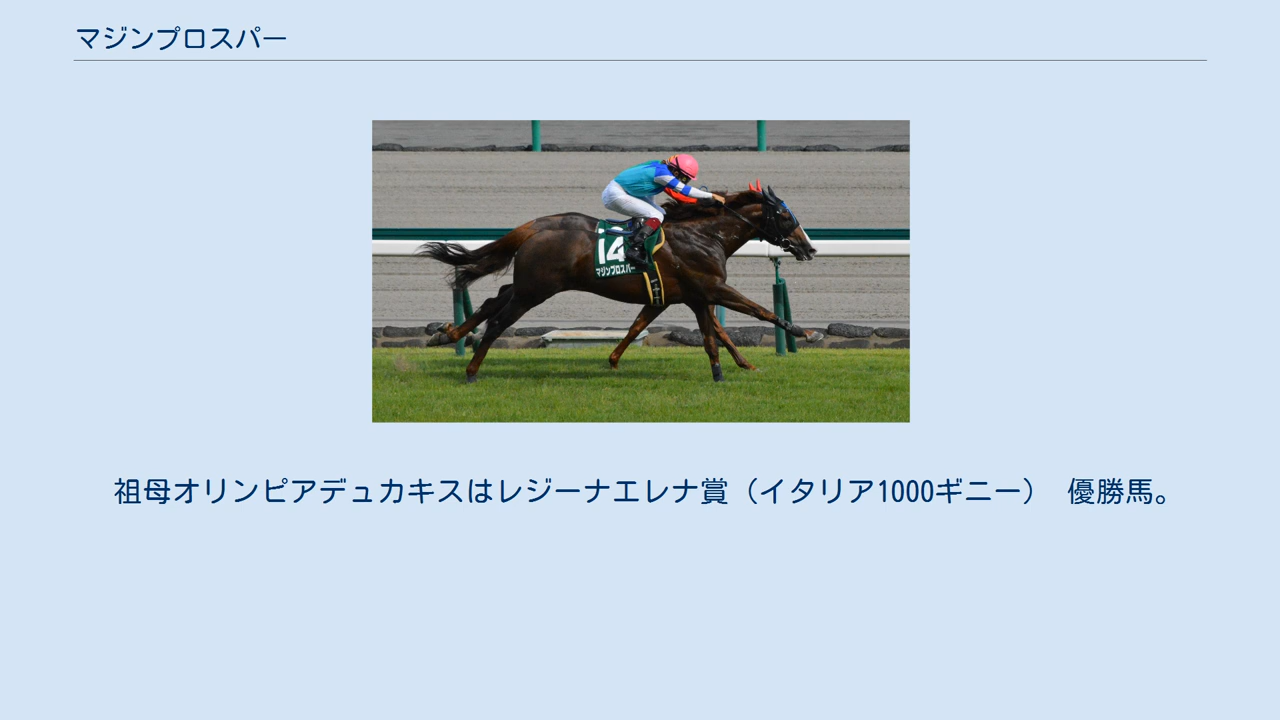 マジンプロスパー
14
マジンプロスパー
祖母オリンピアデュカキスはレジーナエレナ賞（イタリア1000ギニー）　優勝馬。